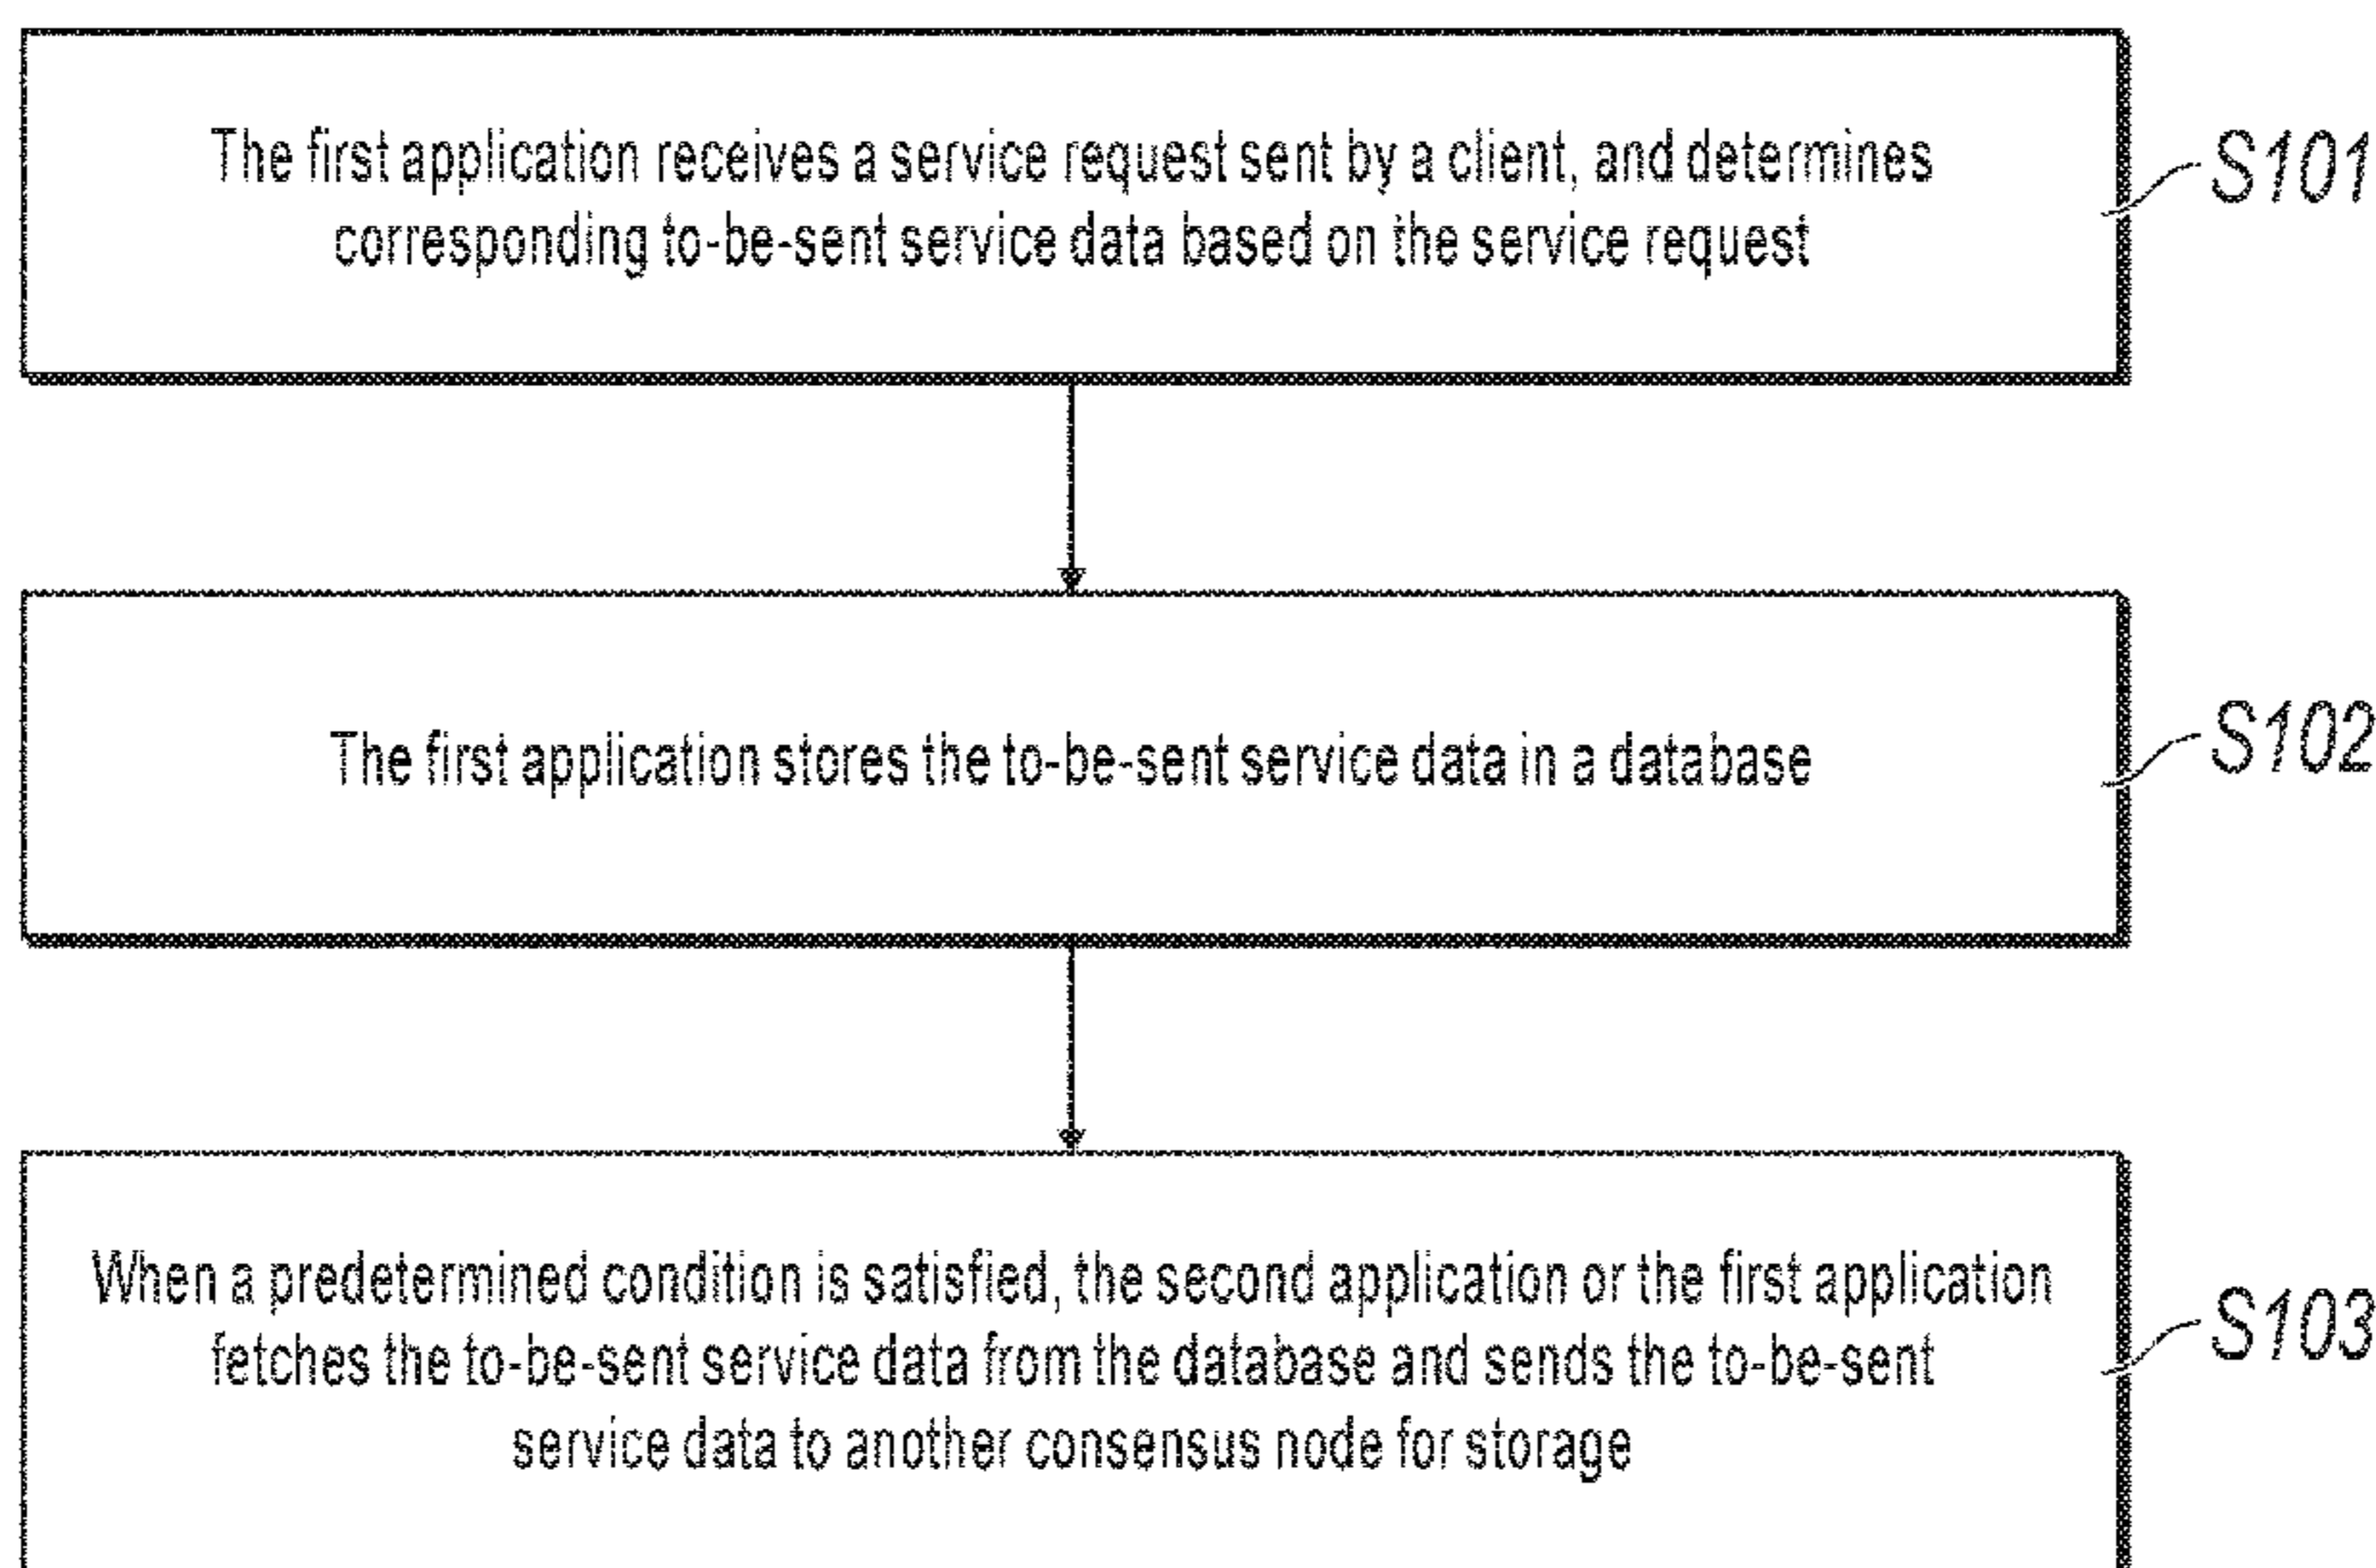 The first application receives a service request sent by a client, and determines
corresponding to-be-sent service data based on the service request
S101
The first application stores the to-be-sent service data in a database
S102
When a predetermined condition is satisfied, the second application or the first application
fetches the to-be-sent service data from the database and sends the to-be-sent
service data to another consensus node for storage
S103